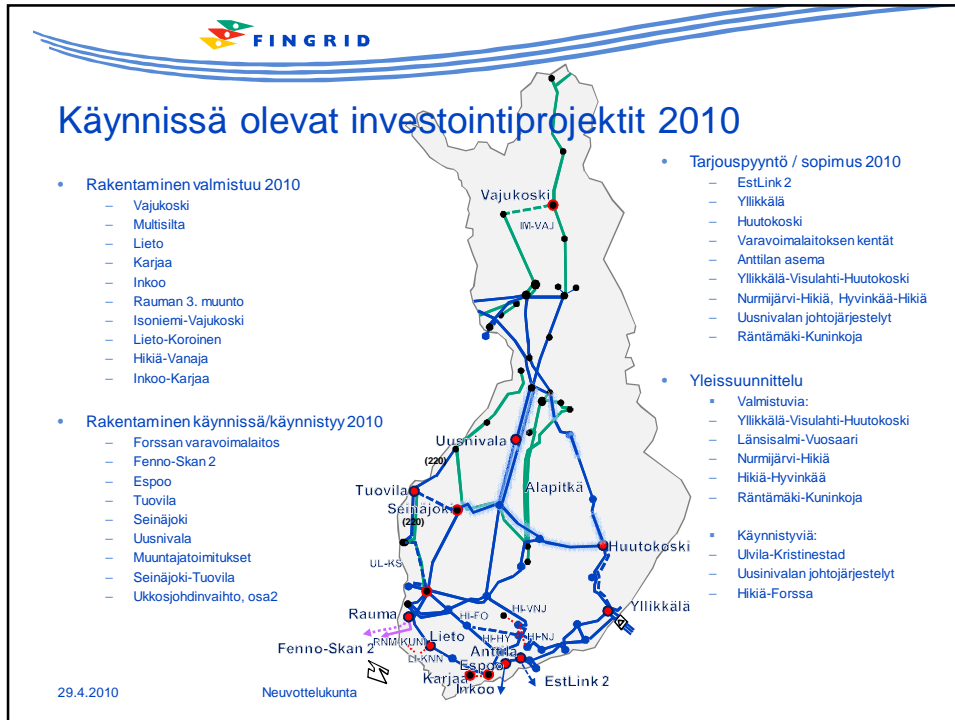 FINGRID
Käynnissä olevat investointiprojektit 2010
• Rakentaminen valmistuu 2010
– Vajukoski
– Multisilta
– Lieto
– Karjaa
– Inkoo
– Rauman 3. muunto
– Isoniemi-Vajukoski
– Lieto-Koroinen
– Hikiä-Vanaja
– Inkoo-Karjaa
• Rakentaminen käynnissä/käynnistyy 2010
– Forssan varavoimalaitos
– Fenno-Skan 2
– Espoo
– Tuovila
– Seinäjoki
– Uusnivala
– Muuntajatoimitukset
– Seinäjoki-Tuovila
– Ukkosjohdinvaihto, osa2
Vajukoski
IM-VAJ
Uusnivala
(220)
Tuovila
Alapitkä
Seinäjoki
(220)
Huutokoski
UL-KS
Yllikkälä
Rauma
HI-FO
HI-VNJ
RNM-KUNI
Lieto
HI-HY
HI-NJ
Fenno-Skan 2
LI-KNN
Anttila
Espoo
Karjaa
Inkoo
EstLink 2
• Tarjouspyyntö / sopimus 2010
– EstLink 2
– Yllikkälä
– Huutokoski
– Varavoimalaitoksen kentät
– Anttilan asema
– Yllikkälä-Visulahti-Huutokoski
– Nurmijärvi-Hikiä, Hyvinkää-Hikiä
– Uusnivalan johtojärjestelyt
– Räntämäki-Kuninkoja
• Yleissuunnittelu
▪ Valmistuvia:
– Yllikkälä-Visulahti-Huutokoski
– Länsisalmi-Vuosaari
– Nurmijärvi-Hikiä
– Hikiä-Hyvinkää
– Räntämäki-Kuninkoja
▪ Käynnistyviä:
– Ulvila-Kristinestad
– Uusinivalan johtojärjestelyt
– Hikiä-Forssa
29.4.2010
Neuvottelukunta